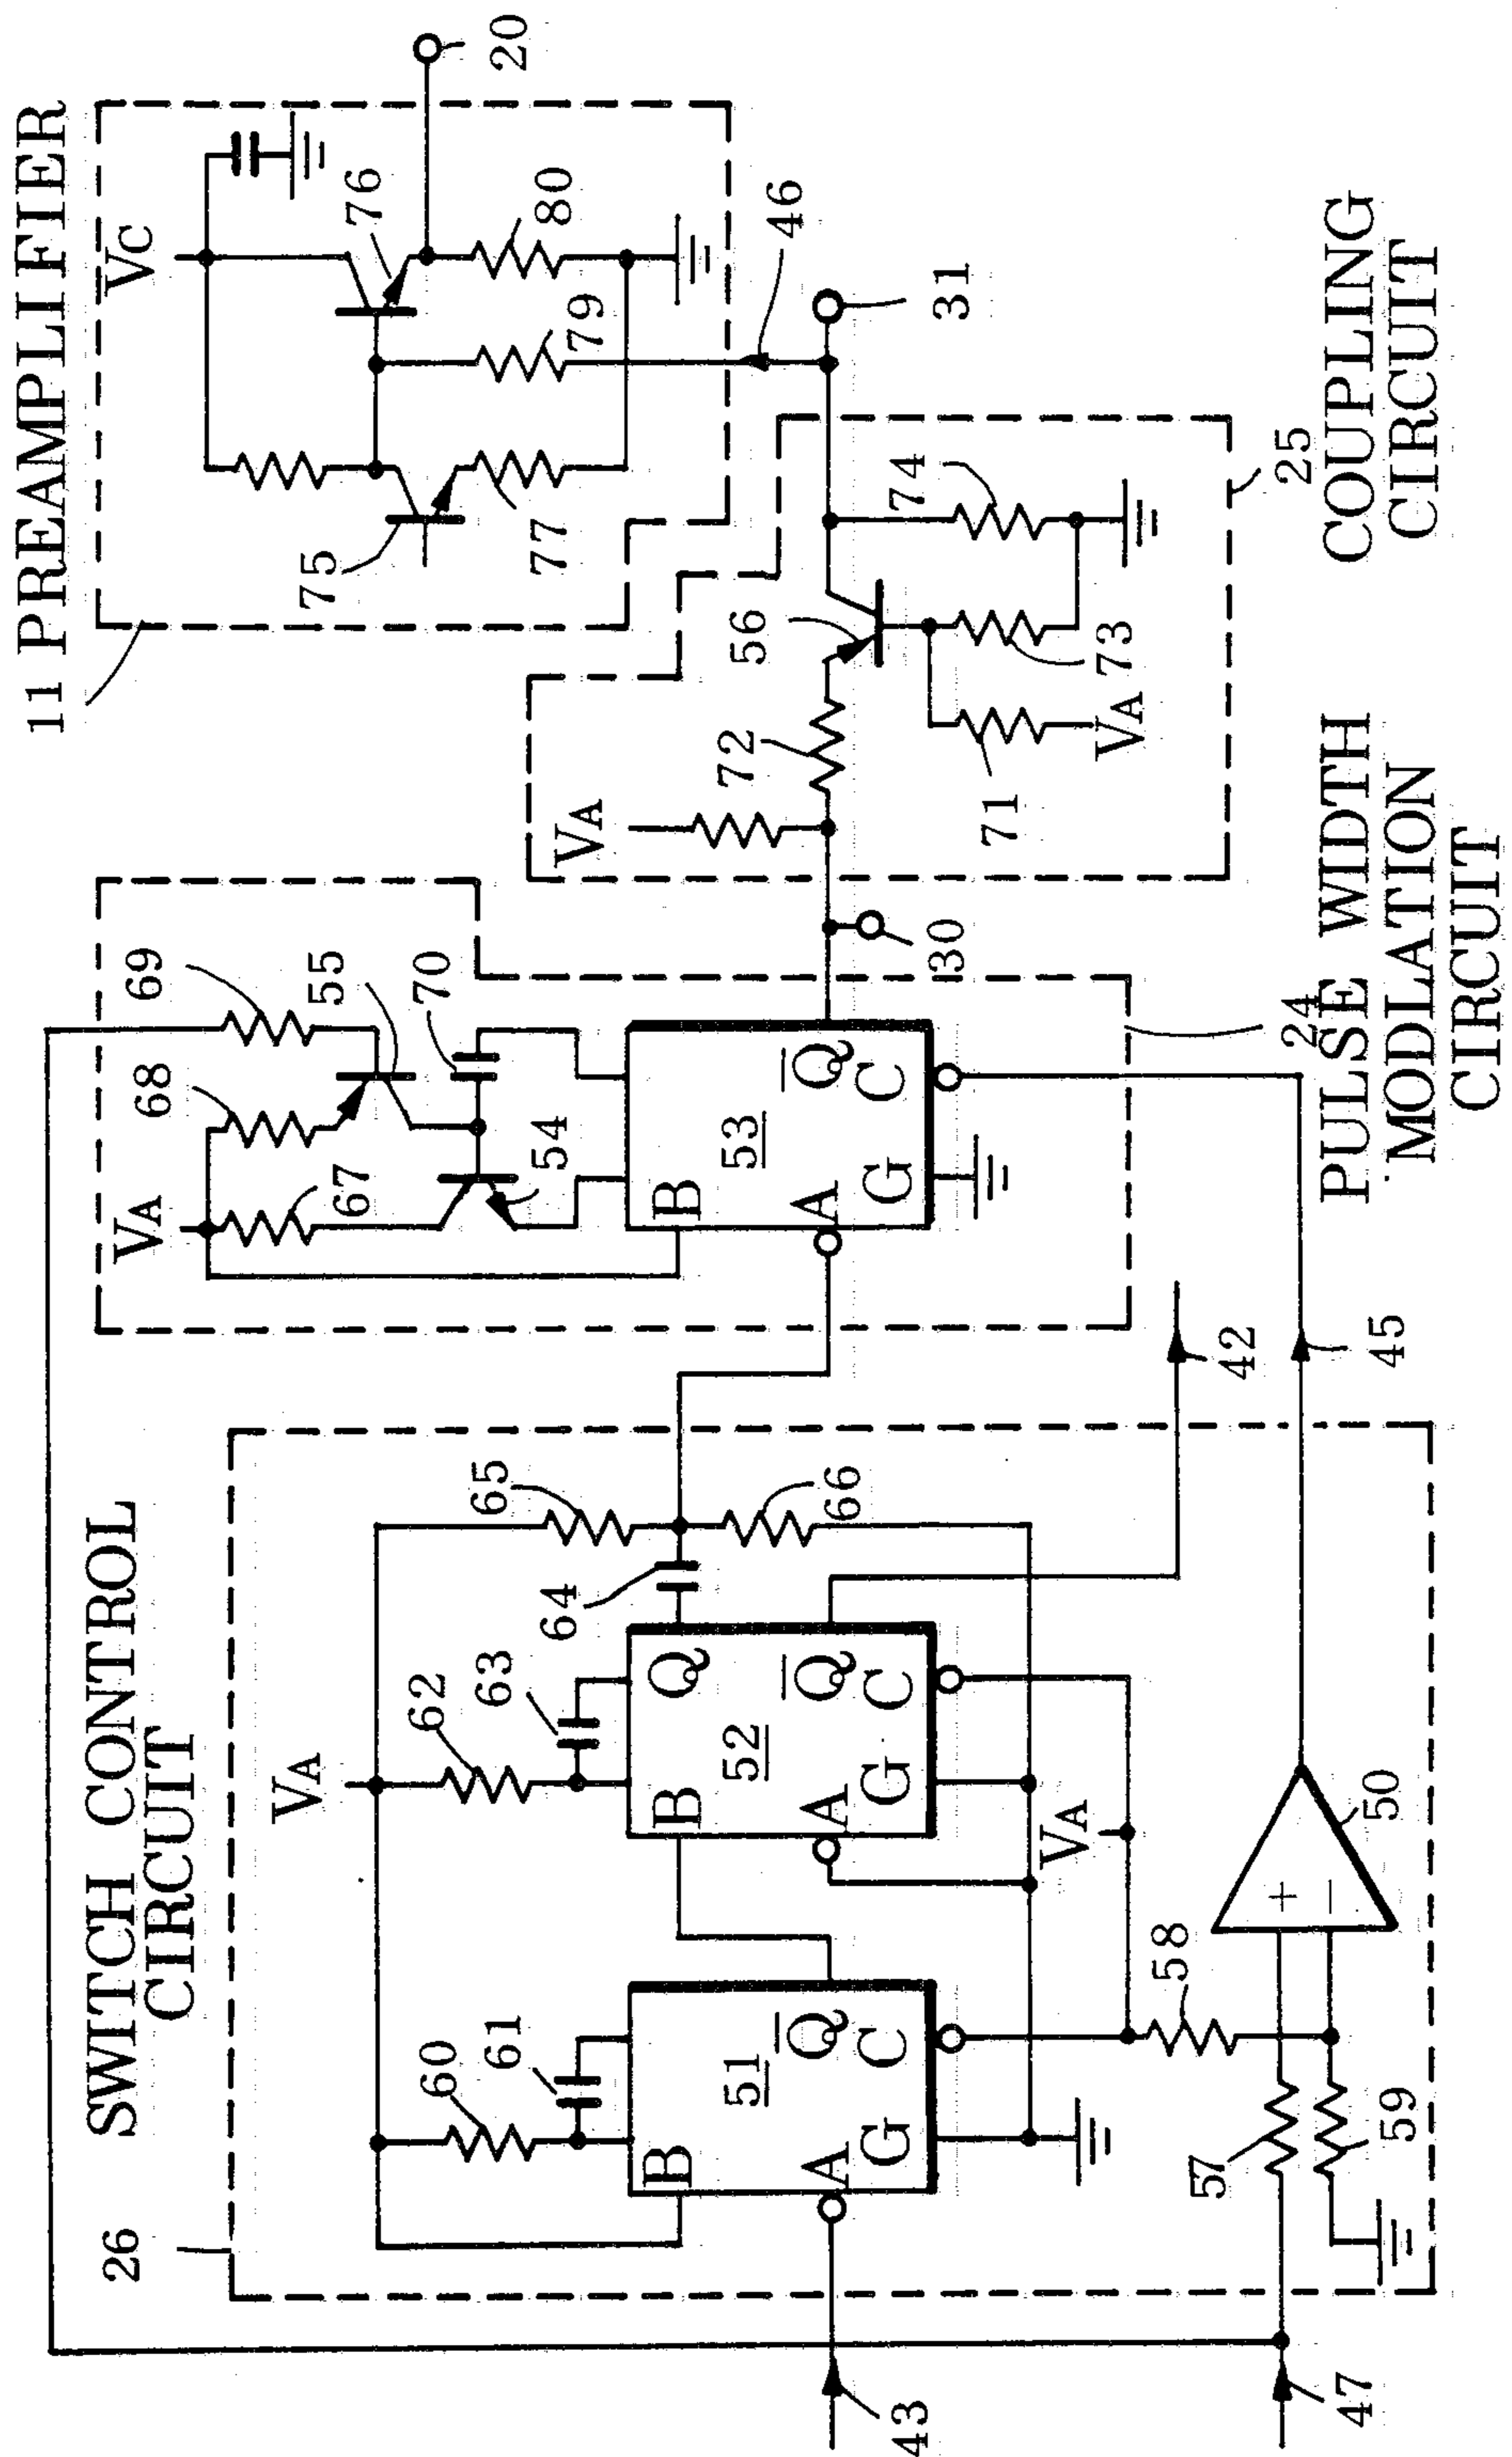 11 PREAMPLIFIER
VC
76
20
80
79
75
77
46
31
SWITCH CONTROL
CIRCUIT
26
VA
60
61
62
63
64
65
66
B
51
Q
A
G
C
B
52
Q
Q
A
G
C
VA
58
57
59
+
−
50
43
47
42
45
VA
67
68
69
55
70
54
B
53
Q
A
G
C
30
24
PULSE WIDTH
MODLATION
CIRCUIT
VA
72
56
74
73
71
VA
25
COUPLING
CIRCUIT